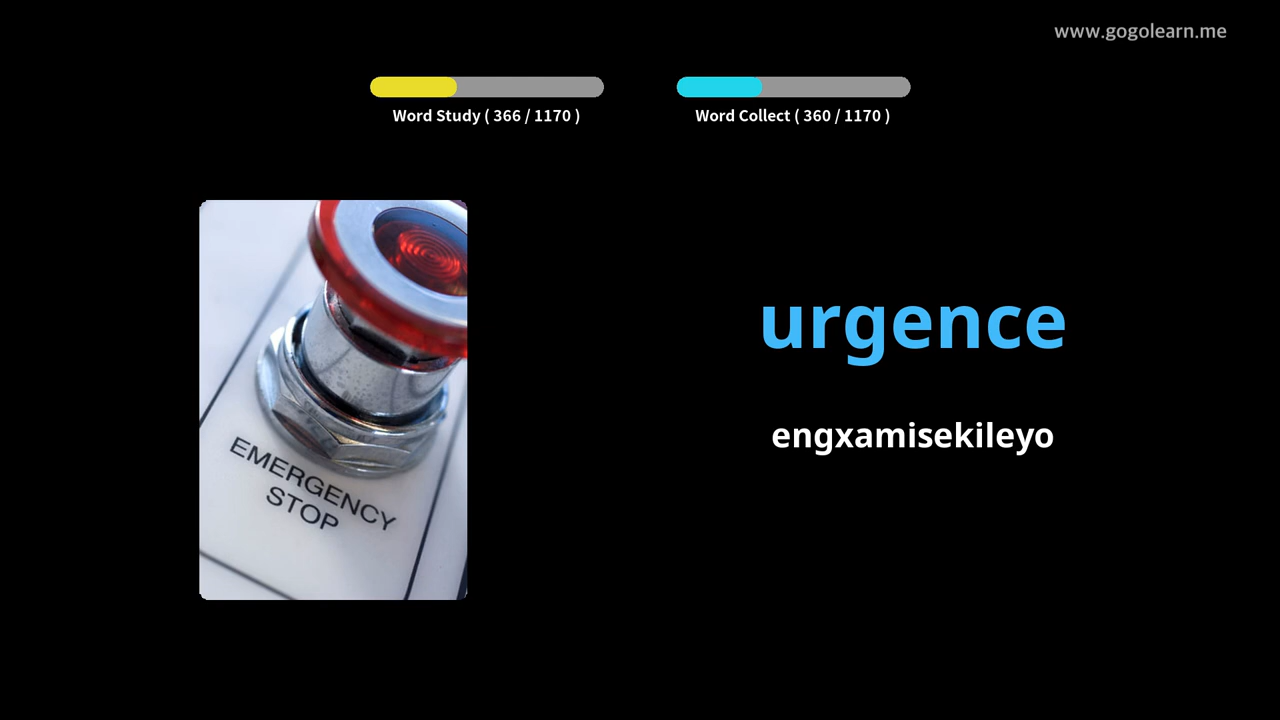 www.gogolearn.me
Word Study ( 366 / 1170 )
Word Collect ( 360 / 1170 )
urgence
engxamisekileyo
EMERGENCY
STOP